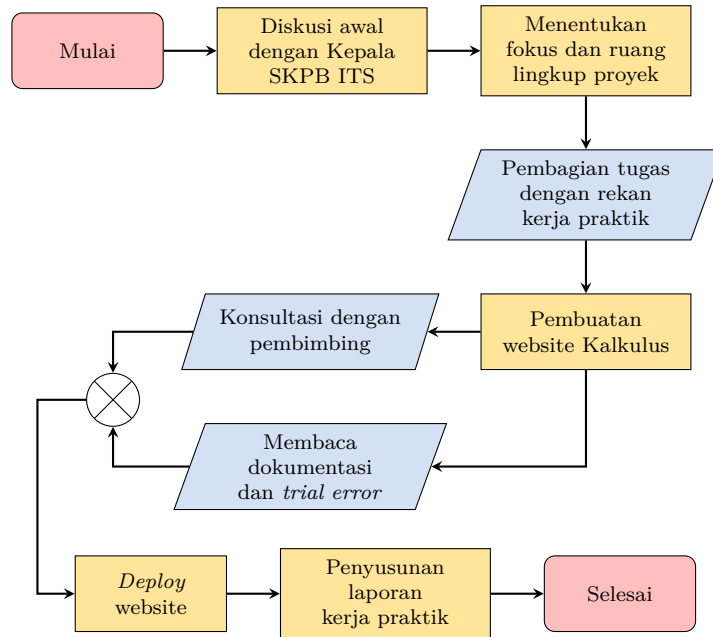 Mulai
Diskusi awal
dengan Kepala
SKPB ITS
Menentukan
fokus dan ruang
lingkup proyek
Pembagian tugas
dengan rekan
kerja praktik
Pembuatan
website Kalkulus
Konsultasi dengan
pembimbing
Membaca
dokumentasi
dan trial error
Deploy
website
Penyusunan
laporan
kerja praktik
Selesai